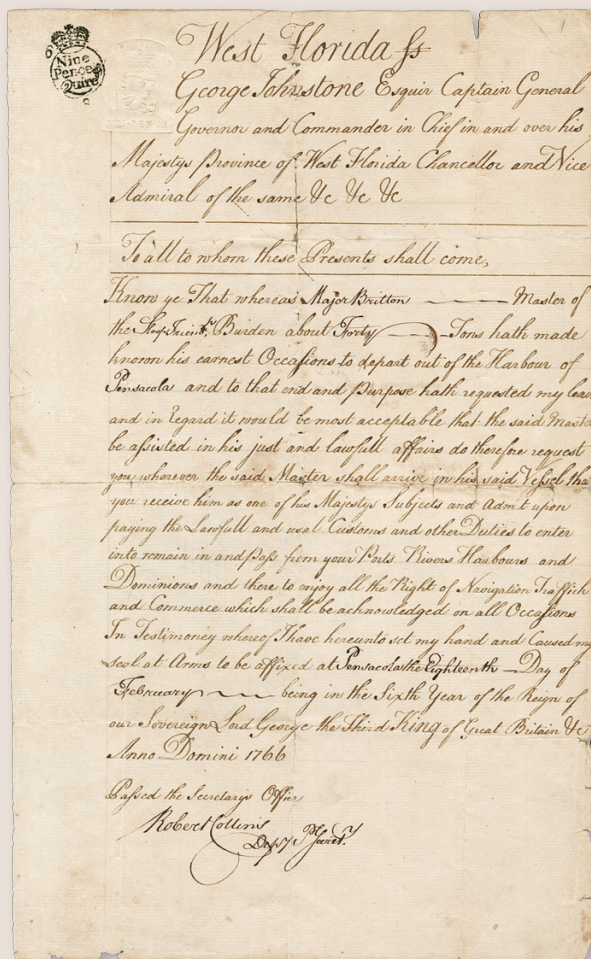 Nine
Pence
Quire
West Florida ſs
George Johnstone Esquir Captain General
Governor and Commander in Chief in and over his
Majestys Province of West Florida Chancellor and Vice
Admiral of the same &c &c &c
To all to whom these Presents shall come,
Know ye That whereas Major Britton Master of
the Burden about Forty Tons hath made
known his earnest Occaſions to depart out of the Harbour of
Pensacola and to that end and Purpose hath requested my leav
and in Regard it would be most acceptable that the said Maste
be aſsisted in his just and lawfull affairs do therefore request
you wherever the said Master shall arrive in his said Veſsel tha
you receive him as one of his Majestys Subjects and Admit upon
paying the Lawfull and usal Customs and other Duties to enter
into remain in and Paſs from your Ports Rivers Harbours and
Dominions and there to enjoy all the Right of Navigation Traffick
and Commerce which shall be acknowledged on all Occaſions
In Testimoney whereof I have hereunto set my hand and Caused my
seal at Arms to be affixed at Pensacola the Eighteenth Day of
February being in the Sixth Year of the Reign of
our Sovereign Lord George the Third King of Great Britain &c
Anno Domini 1766
Paſsed the Secretarys Office
Robert Collins
Depy